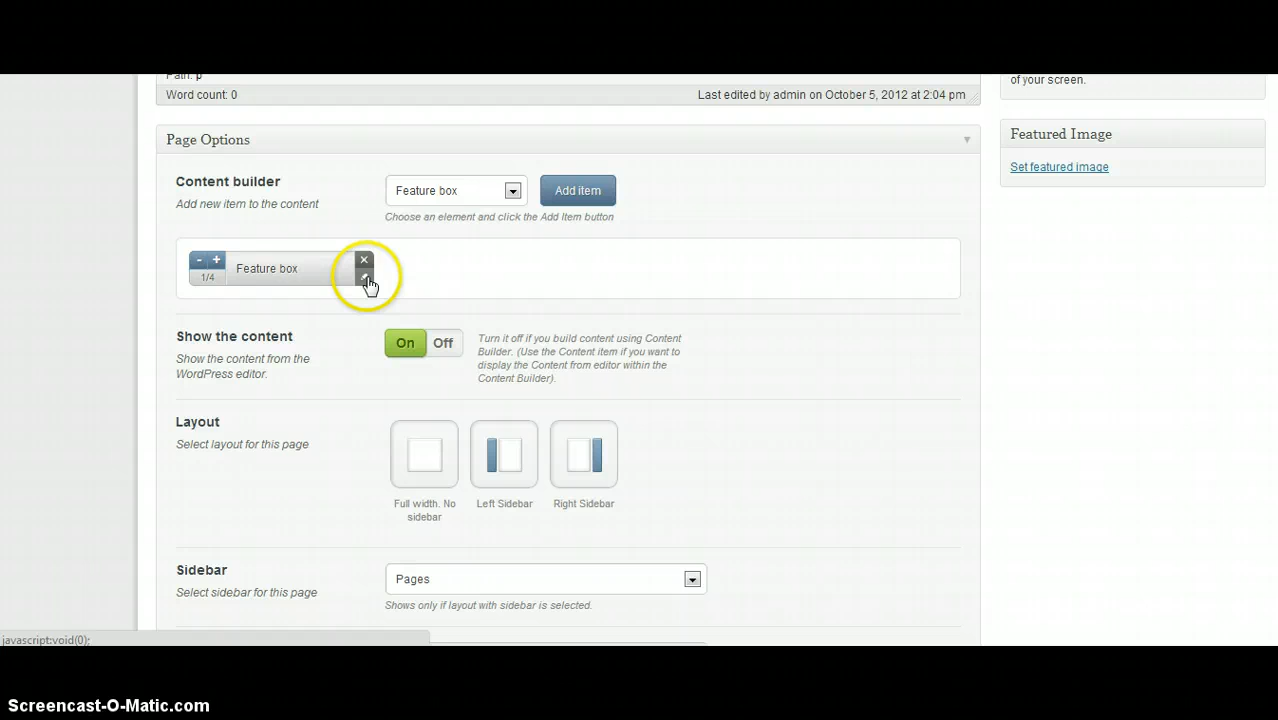 Path: p
Word count: 0
Last edited by admin on October 5, 2012 at 2:04 pm
of your screen.
Page Options
Featured Image
Set featured image
Content builder
Add new item to the content
Feature box
Add item
Choose an element and click the Add Item button
- +
1/4
Feature box
Show the content
Show the content from the
WordPress editor.
On
Off
Turn it off if you build content using Content
Builder. (Use the Content item if you want to
display the Content from editor within the
Content Builder).
Layout
Select layout for this page
Full width. No
sidebar
Left Sidebar
Right Sidebar
Sidebar
Select sidebar for this page
Pages
Shows only if layout with sidebar is selected.
javascript:void(0);
Screencast-O-Matic.com